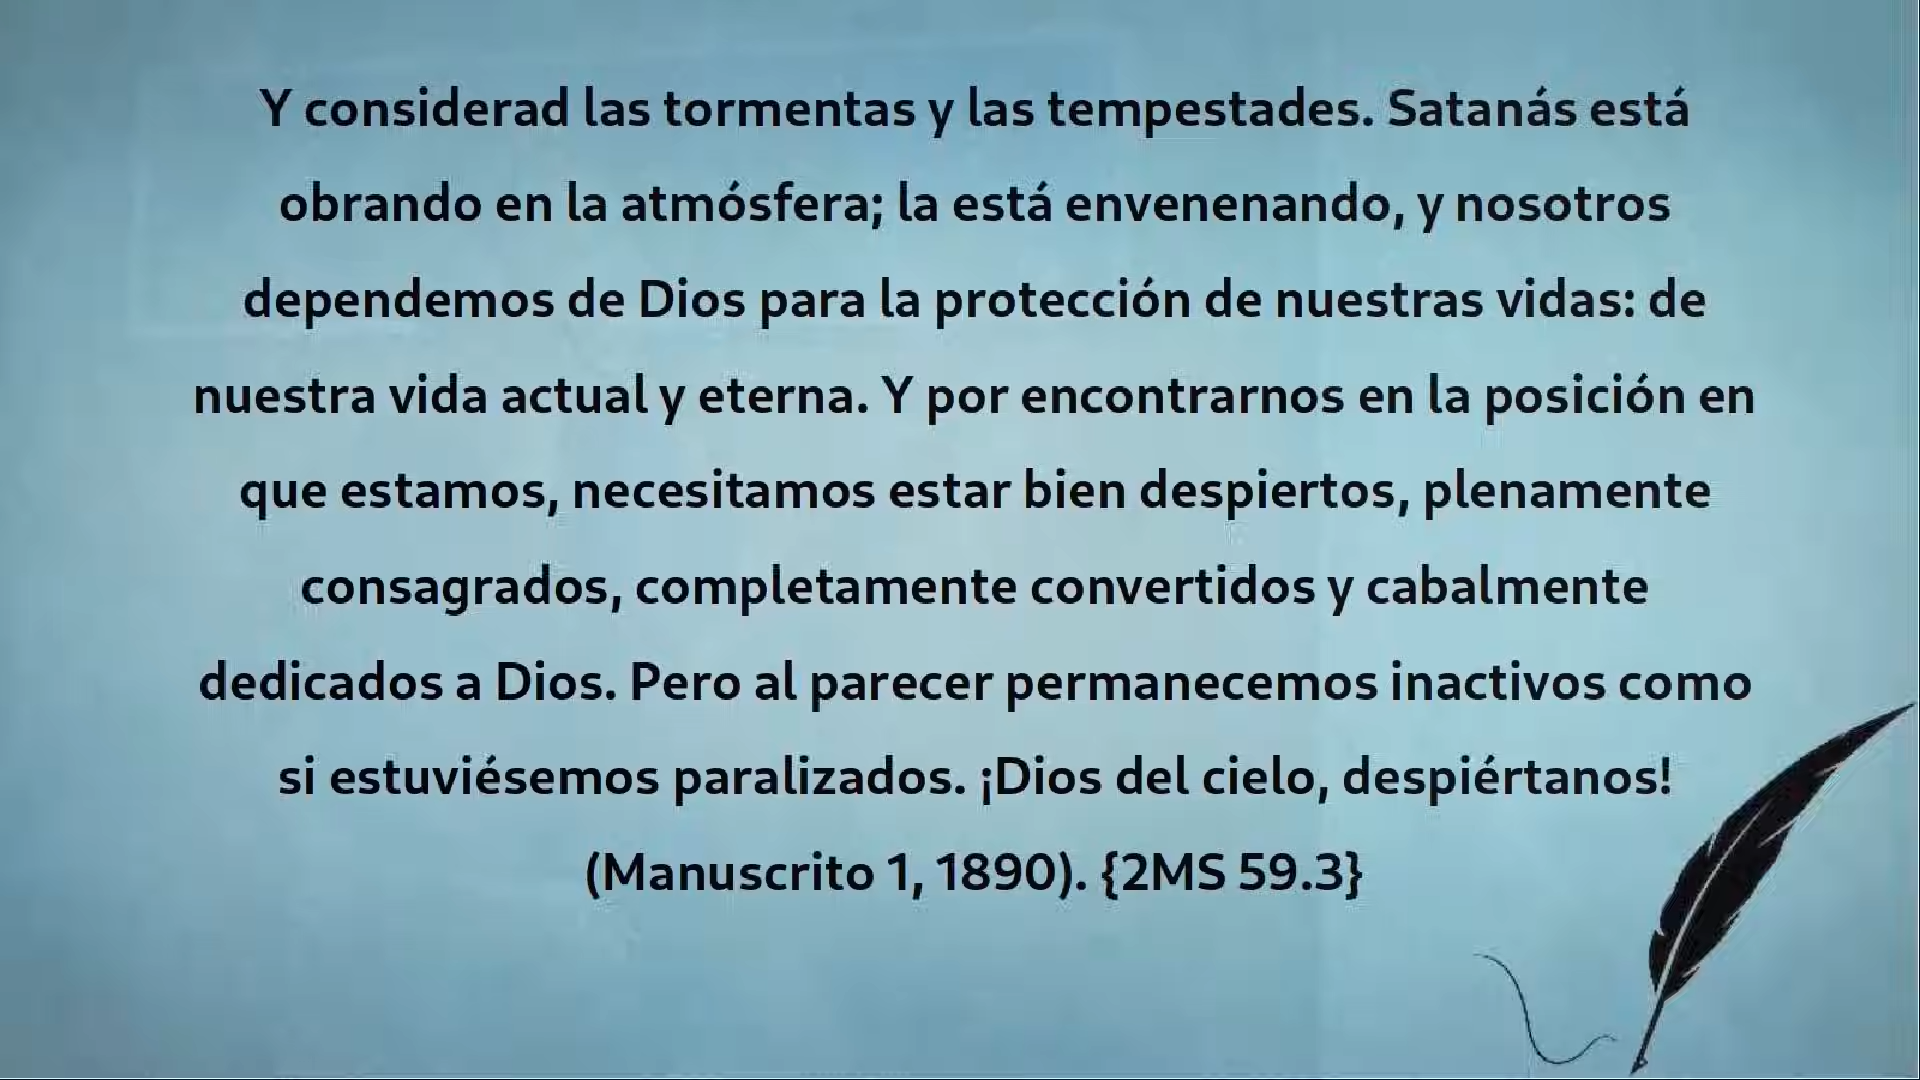 Y considerad las tormentas y las tempestades. Satanás está
obrando en la atmósfera; la está envenenando, y nosotros
dependemos de Dios para la protección de nuestras vidas: de
nuestra vida actual y eterna. Y por encontrarnos en la posición en
que estamos, necesitamos estar bien despiertos, plenamente
consagrados, completamente convertidos y cabalmente
dedicados a Dios. Pero al parecer permanecemos inactivos como
si estuviésemos paralizados. ¡Dios del cielo, despiértanos!
(Manuscrito 1, 1890). {2MS 59.3}